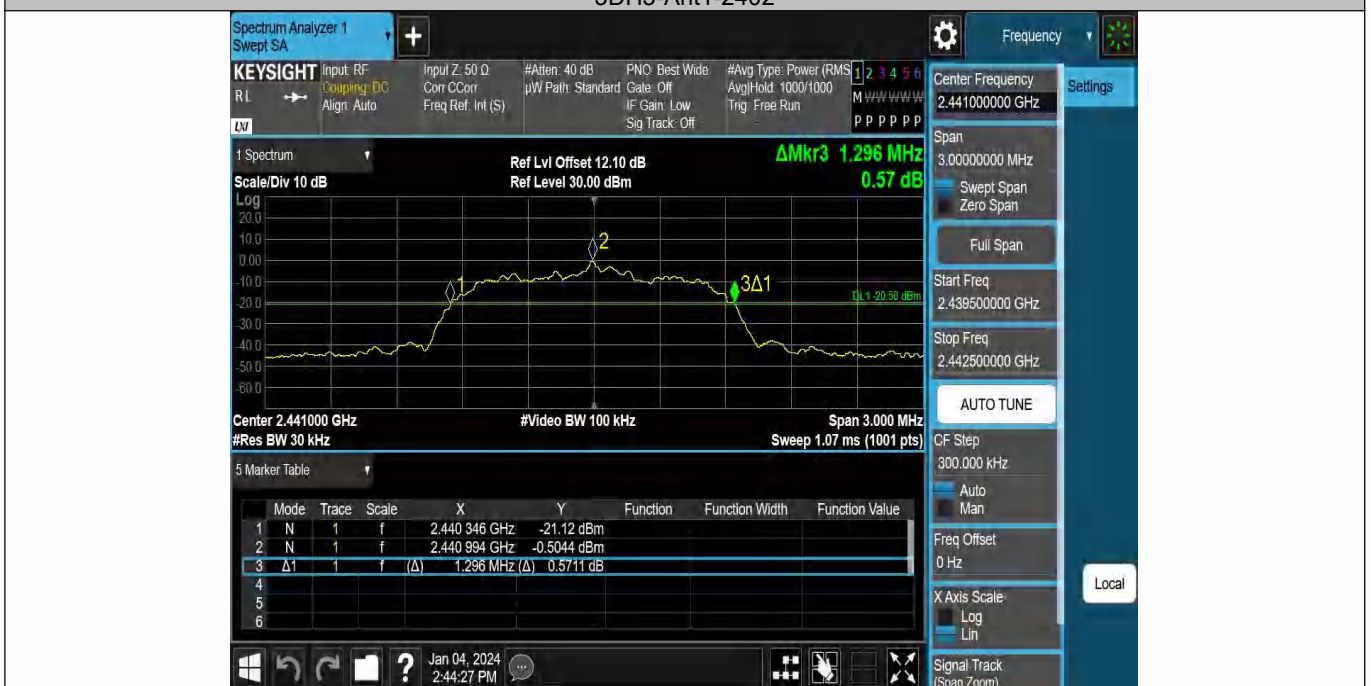 3DH5-Ant1-2402
Spectrum Analyzer 1
Swept SA
+
Frequency
KEYSIGHT
RL
LXI
Input: RF
Coupling: DC
Align: Auto
Input Z: 50 Ω
Corr CCorr
Freq Ref: Int (S)
#Atten: 40 dB
µW Path: Standard
PNO: Best Wide
Gate: Off
IF Gain: Low
Sig Track: Off
#Avg Type: Power (RMS
Avg|Hold: 1000/1000
Trig: Free Run
1 2 3 4 5 6
M W W W W W
P P P P P P
Settings
Center Frequency
2.441000000 GHz
Span
3.00000000 MHz
Swept Span
Zero Span
Full Span
Start Freq
2.439500000 GHz
Stop Freq
2.442500000 GHz
AUTO TUNE
CF Step
300.000 kHz
Auto
Man
Freq Offset
0 Hz
X Axis Scale
Log
Lin
Signal Track
(Span Zoom)
Local
1 Spectrum
Scale/Div 10 dB
Ref Lvl Offset 12.10 dB
Ref Level 30.00 dBm
ΔMkr3 1.296 MHz
0.57 dB
Log
20.0
10.0
0.00
-10.0
-20.0
-30.0
-40.0
-50.0
-60.0
1
2
3Δ1
DL1 -20.50 dBm
Center 2.441000 GHz
#Video BW 100 kHz
Span 3.000 MHz
#Res BW 30 kHz
Sweep 1.07 ms (1001 pts)
5 Marker Table
Mode Trace Scale X Y Function Function Width Function Value
1 N 1 f 2.440 346 GHz -21.12 dBm
2 N 1 f 2.440 994 GHz -0.5044 dBm
3 Δ1 1 f (Δ) 1.296 MHz (Δ) 0.5711 dB
4
5
6
?
Jan 04, 2024
2:44:27 PM